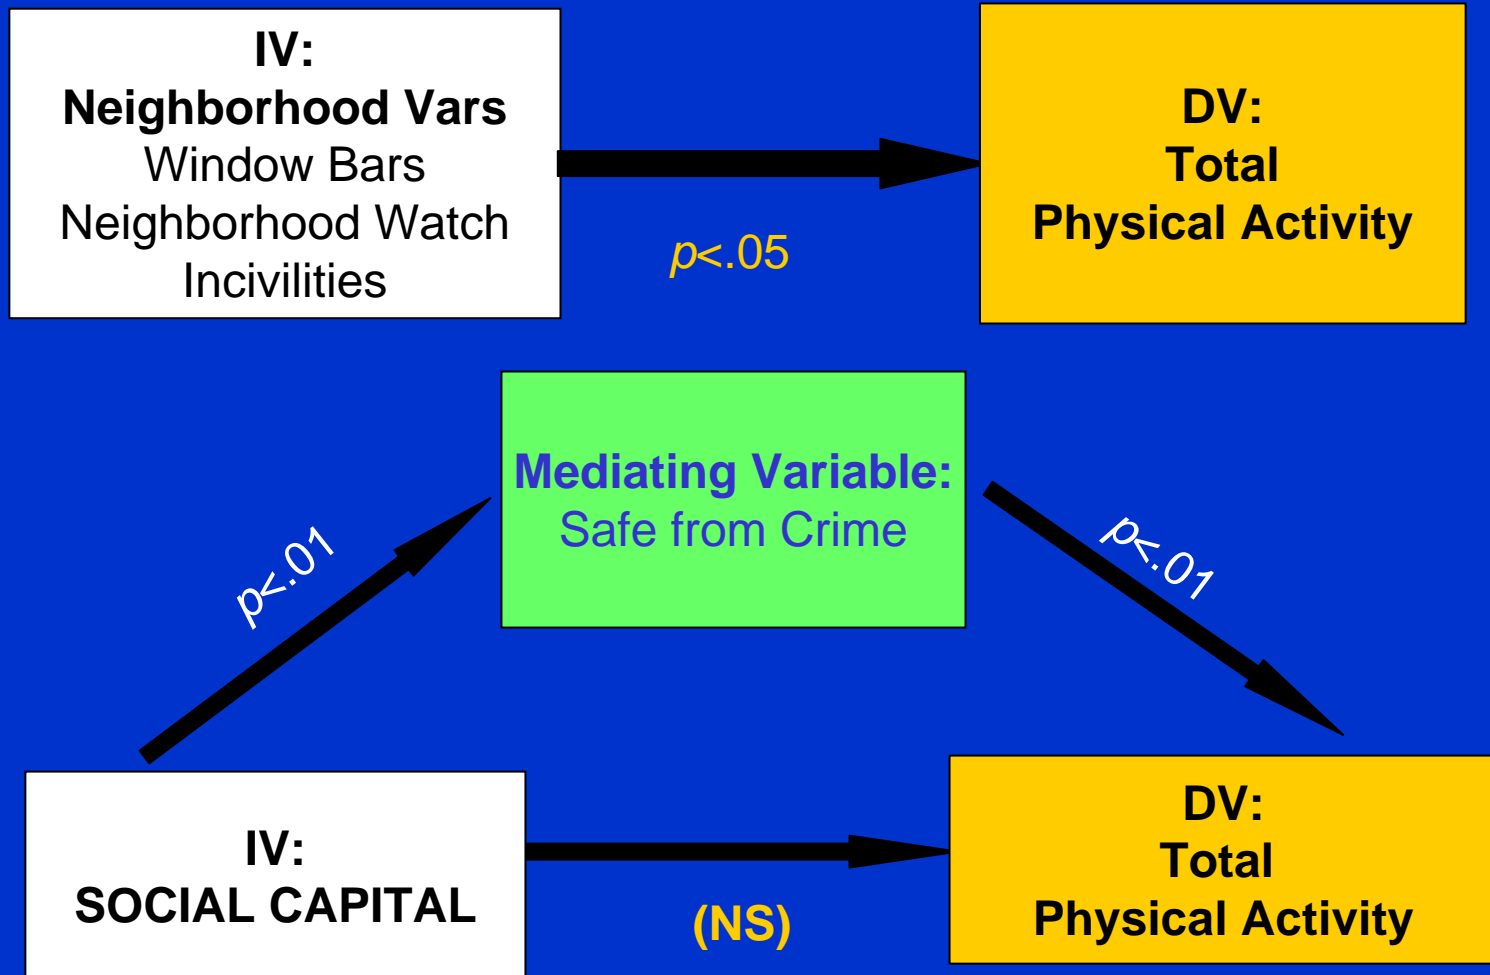 IV:
Neighborhood Vars
Window Bars
Neighborhood Watch
Incivilities
p<.05
DV:
Total
Physical Activity
Mediating Variable:
Safe from Crime
p<.01
p<.01
IV:
SOCIAL CAPITAL
(NS)
DV:
Total
Physical Activity